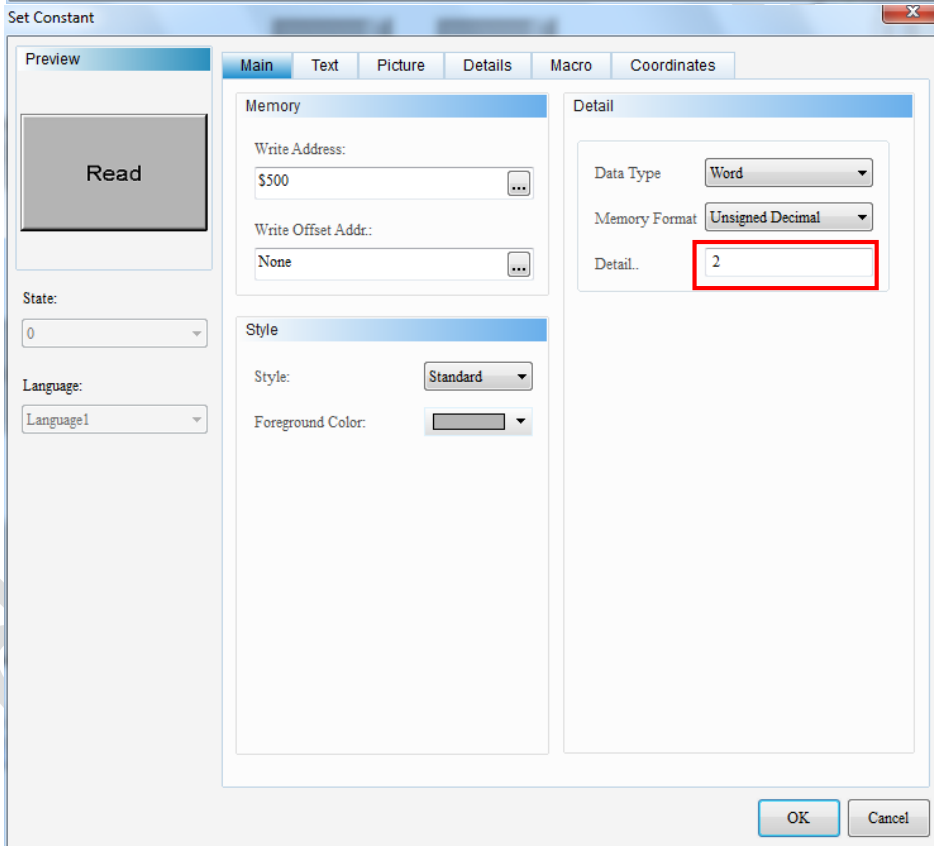 Set Constant
Preview
Read
State:
0
Language:
Language1
Main Text Picture Details Macro Coordinates
Memory
Write Address:
$500
...
Write Offset Addr.:
None
...
Style
Style: Standard
Foreground Color:
Detail
Data Type Word
Memory Format Unsigned Decimal
Detail.. 2
OK Cancel